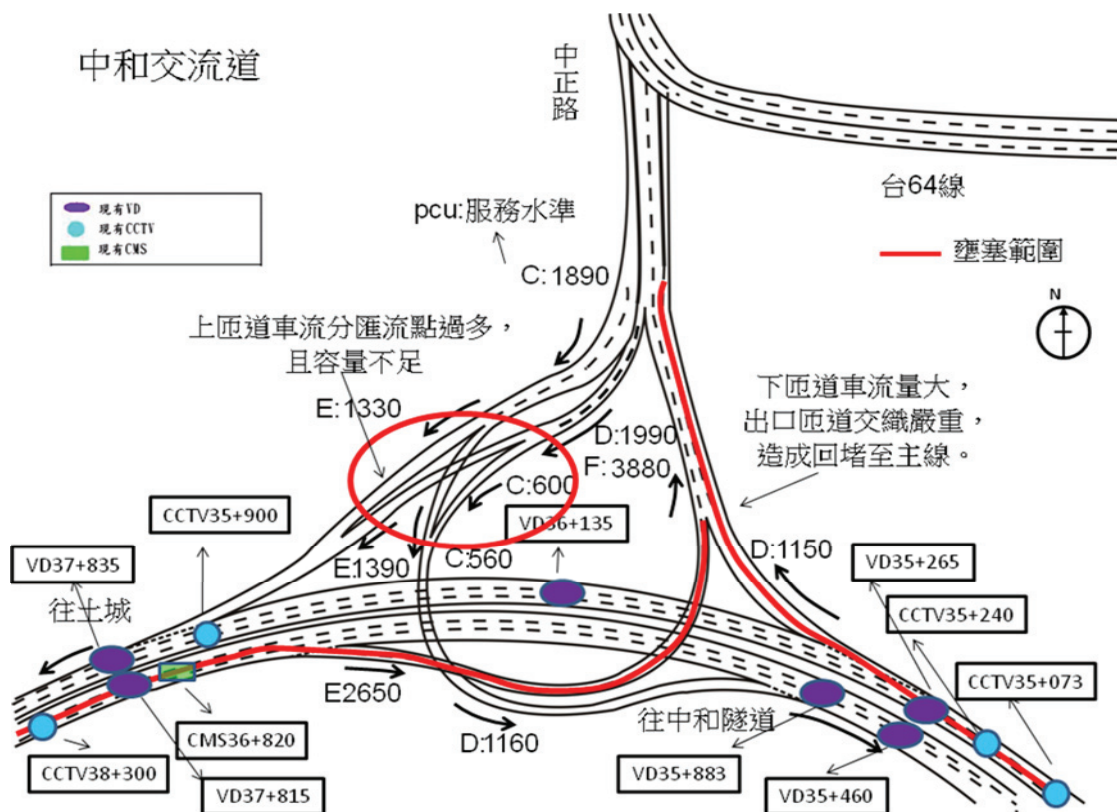 中和交流道
中正路
台64線
現有VD
現有CCTV
現有CMS
pcu:服務水準
壅塞範圍
N
C:1890
上匝道車流分匯流點過多，
且容量不足
下匝道車流量大，
出口匝道交織嚴重，
造成回堵至主線。
E:1330
D:1990
F:3880
C:600
CCTV35+900
VD36+135
E:1390
C:560
D:1150
VD35+265
VD37+835
CCTV35+240
往土城
CCTV35+073
E2650
往中和隧道
D:1160
CMS36+820
CCTV38+300
VD35+883
VD37+815
VD35+460